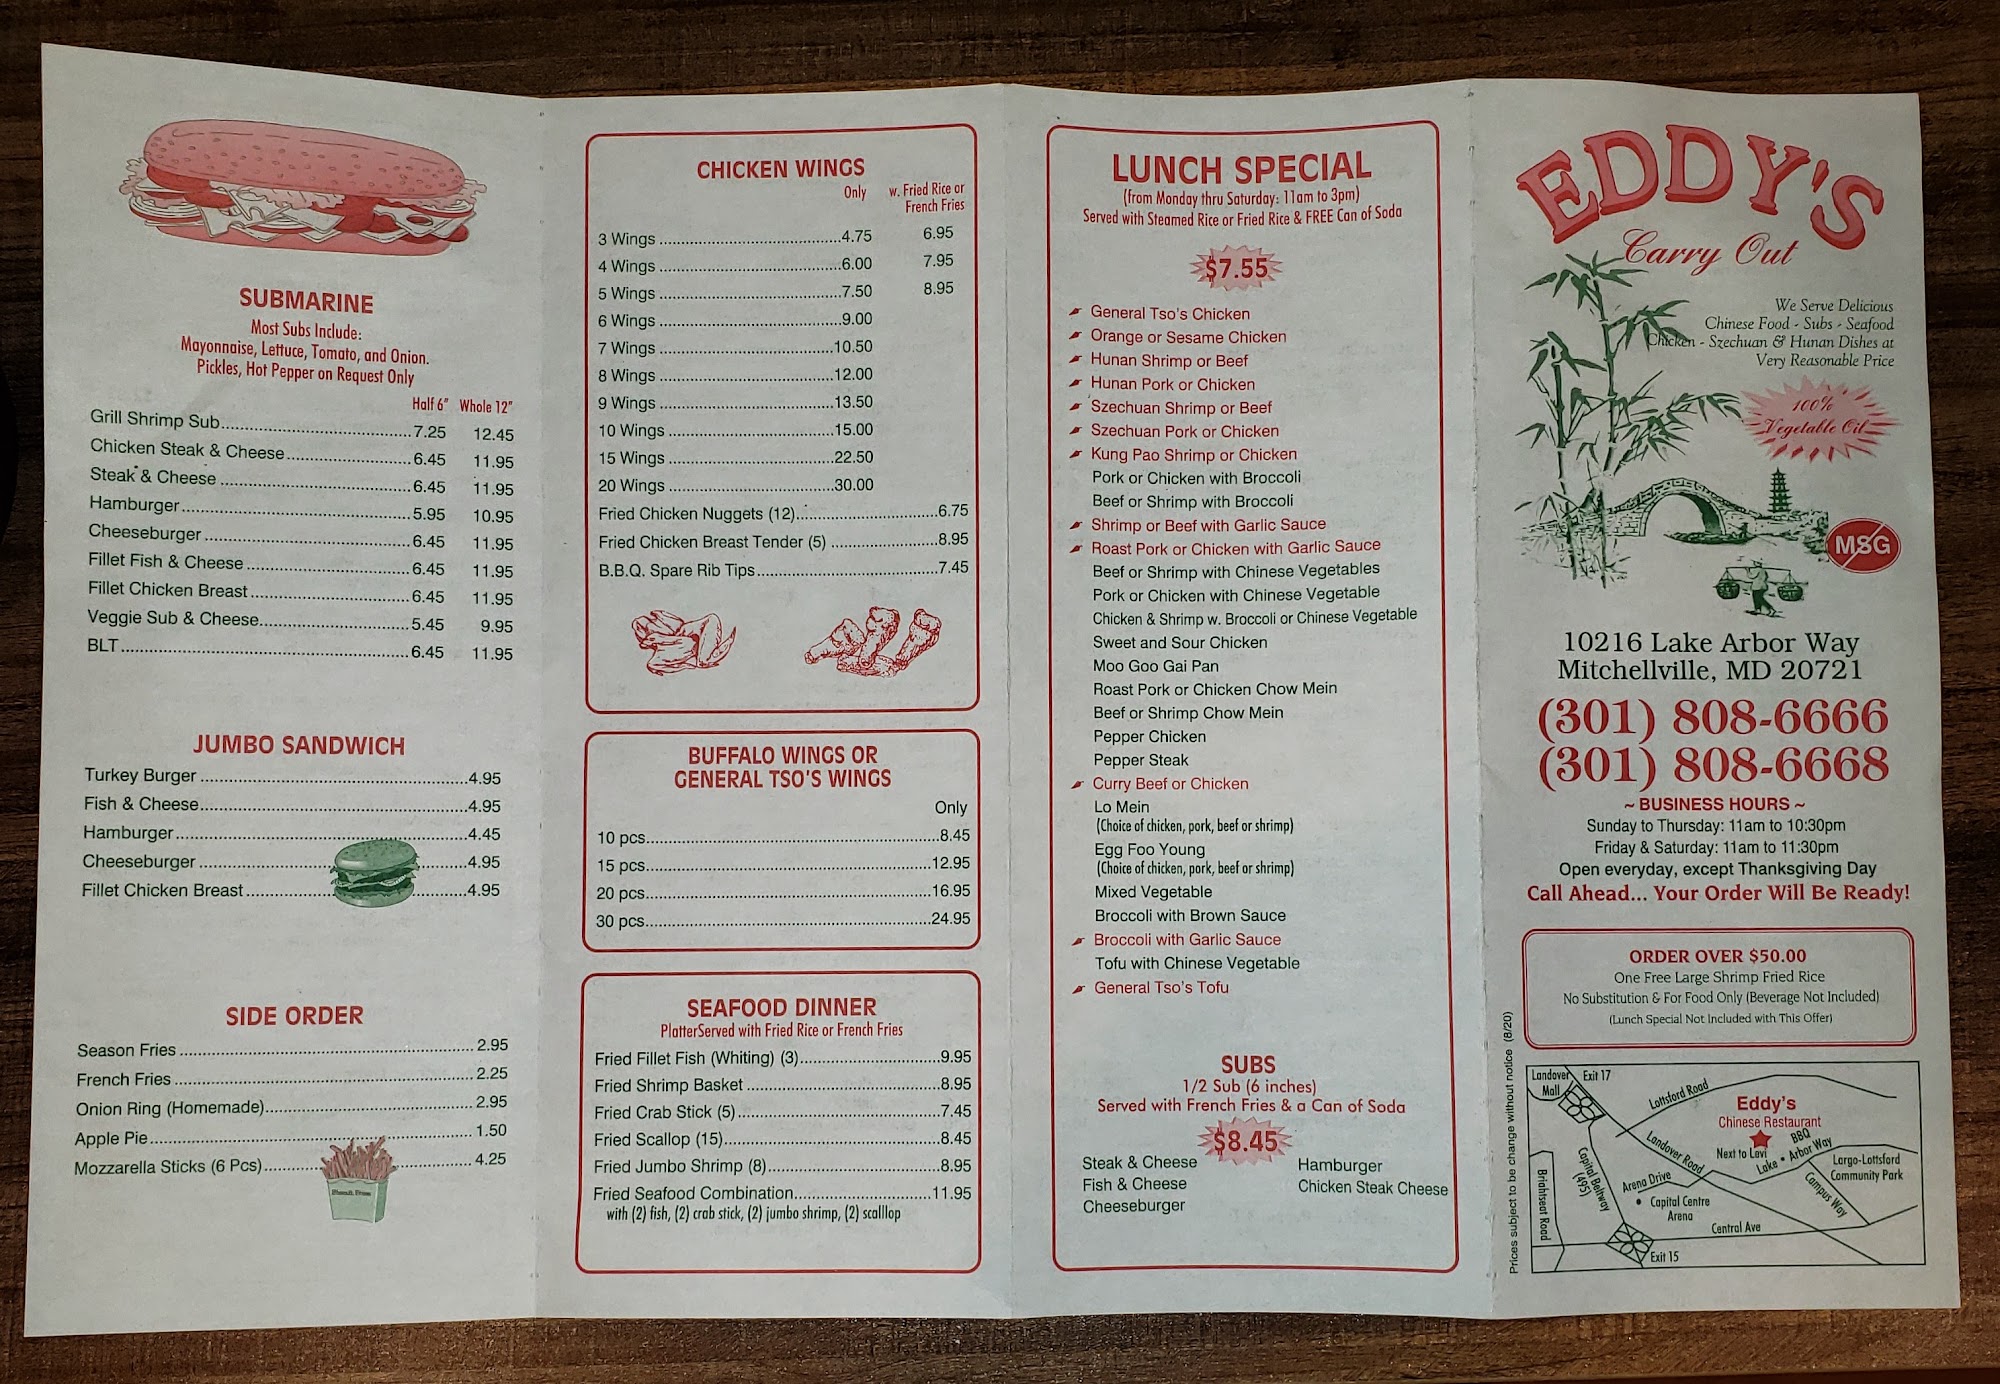 SUBMARINE
Most Subs Include:
Mayonnaise, Lettuce, Tomato, and Onion.
Pickles, Hot Pepper on Request Only
Half 6" Whole 12"
Grill Shrimp Sub 7.25 12.45
Chicken Steak & Cheese 6.45 11.95
Steak & Cheese 6.45 11.95
Hamburger 5.95 10.95
Cheeseburger 6.45 11.95
Fillet Fish & Cheese 6.45 11.95
Fillet Chicken Breast 6.45 11.95
Veggie Sub & Cheese 5.45 9.95
BLT 6.45 11.95
JUMBO SANDWICH
Turkey Burger 4.95
Fish & Cheese 4.95
Hamburger 4.45
Cheeseburger 4.95
Fillet Chicken Breast 4.95
SIDE ORDER
Season Fries 2.95
French Fries 2.25
Onion Ring (Homemade) 2.95
Apple Pie 1.50
Mozzarella Sticks (6 Pcs) 4.25
French Fries
CHICKEN WINGS
Only w. Fried Rice or
French Fries
3 Wings 4.75 6.95
4 Wings 6.00 7.95
5 Wings 7.50 8.95
6 Wings 9.00
7 Wings 10.50
8 Wings 12.00
9 Wings 13.50
10 Wings 15.00
15 Wings 22.50
20 Wings 30.00
Fried Chicken Nuggets (12) 6.75
Fried Chicken Breast Tender (5) 8.95
B.B.Q. Spare Rib Tips 7.45
BUFFALO WINGS OR
GENERAL TSO'S WINGS
Only
10 pcs 8.45
15 pcs 12.95
20 pcs 16.95
30 pcs 24.95
SEAFOOD DINNER
PlatterServed with Fried Rice or French Fries
Fried Fillet Fish (Whiting) (3) 9.95
Fried Shrimp Basket 8.95
Fried Crab Stick (5) 7.45
Fried Scallop (15) 8.45
Fried Jumbo Shrimp (8) 8.95
Fried Seafood Combination 11.95
with (2) fish, (2) crab stick, (2) jumbo shrimp, (2) scalllop
LUNCH SPECIAL
(from Monday thru Saturday: 11am to 3pm)
Served with Steamed Rice or Fried Rice & FREE Can of Soda
$7.55
General Tso's Chicken
Orange or Sesame Chicken
Hunan Shrimp or Beef
Hunan Pork or Chicken
Szechuan Shrimp or Beef
Szechuan Pork or Chicken
Kung Pao Shrimp or Chicken
Pork or Chicken with Broccoli
Beef or Shrimp with Broccoli
Shrimp or Beef with Garlic Sauce
Roast Pork or Chicken with Garlic Sauce
Beef or Shrimp with Chinese Vegetables
Pork or Chicken with Chinese Vegetable
Chicken & Shrimp w. Broccoli or Chinese Vegetable
Sweet and Sour Chicken
Moo Goo Gai Pan
Roast Pork or Chicken Chow Mein
Beef or Shrimp Chow Mein
Pepper Chicken
Pepper Steak
Curry Beef or Chicken
Lo Mein
(Choice of chicken, pork, beef or shrimp)
Egg Foo Young
(Choice of chicken, pork, beef or shrimp)
Mixed Vegetable
Broccoli with Brown Sauce
Broccoli with Garlic Sauce
Tofu with Chinese Vegetable
General Tso's Tofu
SUBS
1/2 Sub (6 inches)
Served with French Fries & a Can of Soda
$8.45
Steak & Cheese
Fish & Cheese
Cheeseburger
Hamburger
Chicken Steak Cheese
EDDY'S
Carry Out
We Serve Delicious
Chinese Food - Subs - Seafood
Chicken - Szechuan & Hunan Dishes at
Very Reasonable Price
100%
Vegetable Oil
MSG
10216 Lake Arbor Way
Mitchellville, MD 20721
(301) 808-6666
(301) 808-6668
~ BUSINESS HOURS ~
Sunday to Thursday: 11am to 10:30pm
Friday & Saturday: 11am to 11:30pm
Open everyday, except Thanksgiving Day
Call Ahead... Your Order Will Be Ready!
ORDER OVER $50.00
One Free Large Shrimp Fried Rice
No Substitution & For Food Only (Beverage Not Included)
(Lunch Special Not Included with This Offer)
Prices subject to be change without notice (8/20)
Landover
Mall
Exit 17
Lottsford Road
Eddy's
Chinese Restaurant
Next to Levi
BBQ
Lake Arbor Way
Landover Road
Largo-Lottsford
Community Park
Campus Way
Capital Beltway
(495)
Arena Drive
Capital Centre
Arena
Brightseat Road
Central Ave
Exit 15